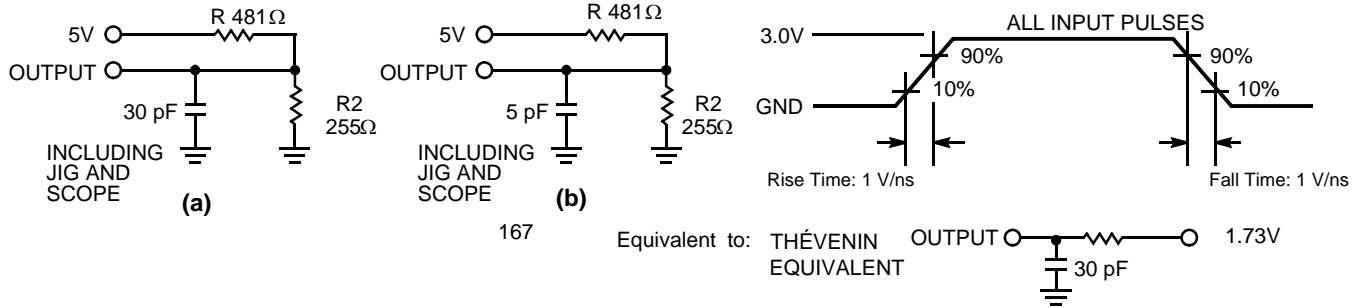 R 481Ω
5V
OUTPUT
30 pF
R2
255Ω
INCLUDING
JIG AND
SCOPE
(a)
R 481Ω
5V
OUTPUT
5 pF
R2
255Ω
INCLUDING
JIG AND
SCOPE
(b)
167
ALL INPUT PULSES
3.0V
90%
10%
GND
90%
10%
Rise Time: 1 V/ns
Fall Time: 1 V/ns
Equivalent to: THÉVENIN
EQUIVALENT
OUTPUT
1.73V
30 pF